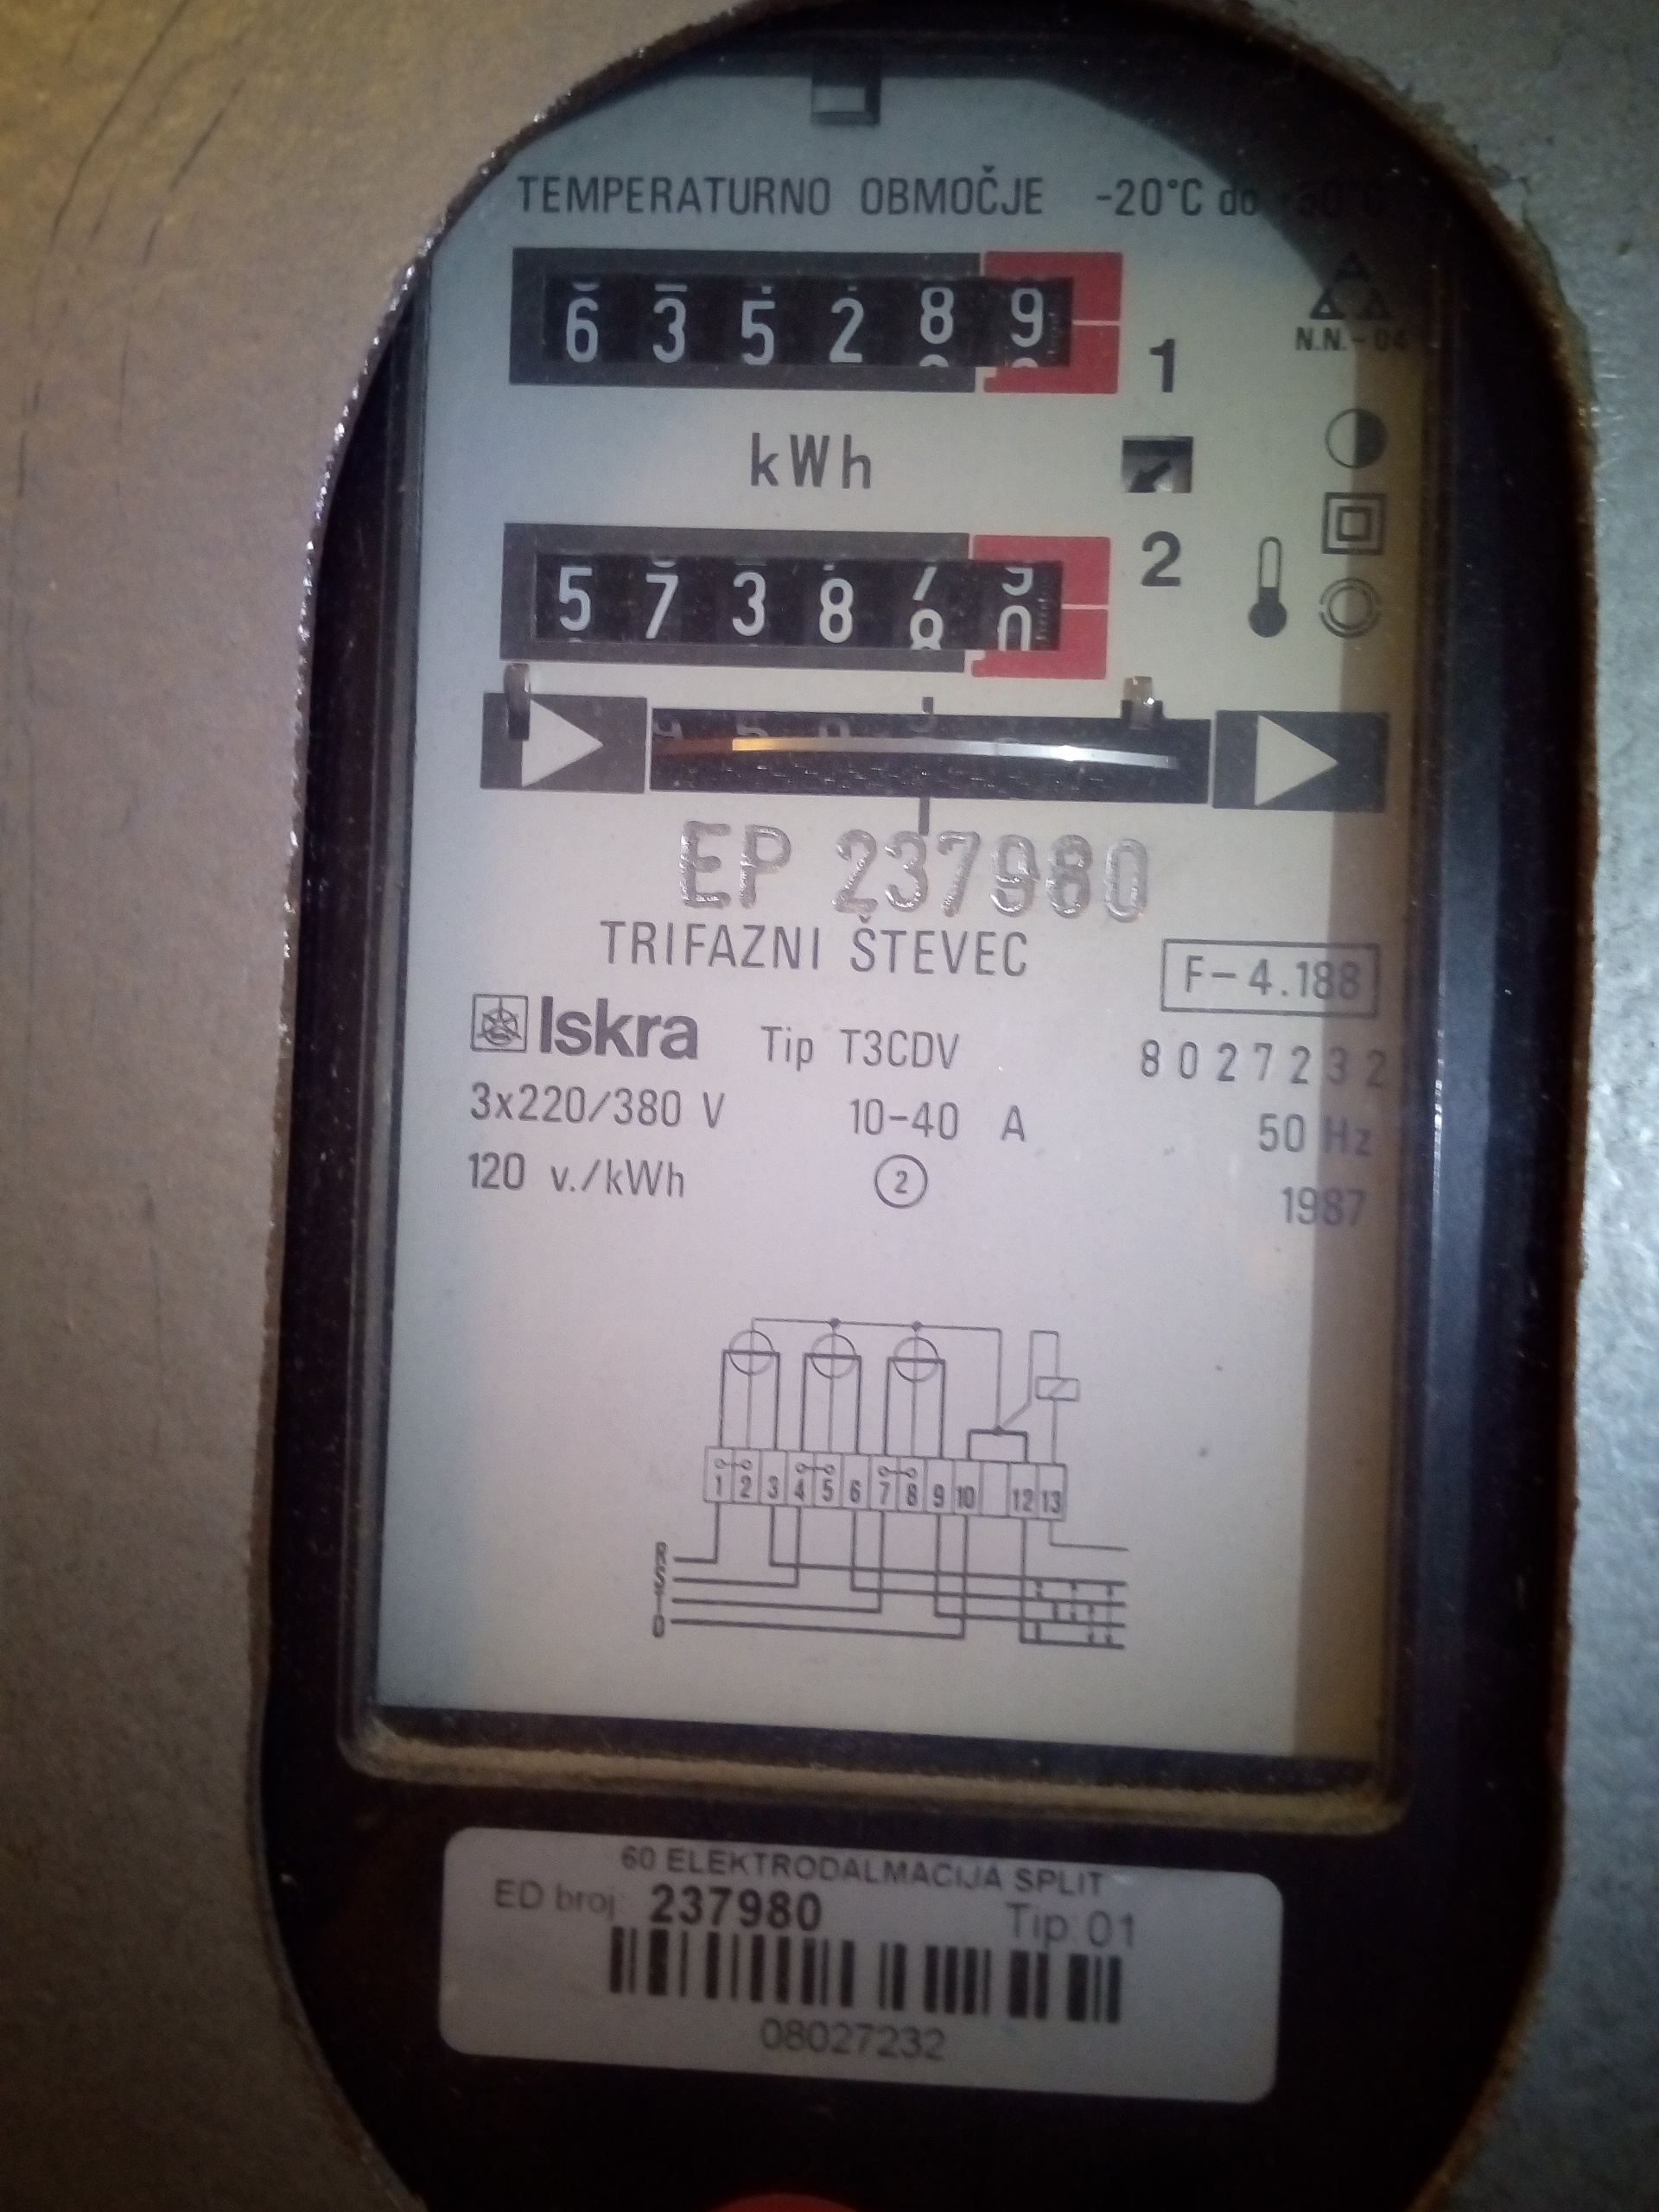 TEMPERATURNO OBMOČJE -20°C do
6 3 5 2 8 9
1
N.N.-04
kWh
2
5 7 3 8
EP 237980
TRIFAZNI ŠTEVEC
F-4.188
Iskra Tip T3CDV 8027232
3x220/380 V 10-40 A 50 Hz
120 v./kWh 2 1987
1 2 3 4 5 6 7 8 9 10 12 13
R
S
T
0
60 ELEKTRODALMACIJA SPLIT
ED broj: 237980 Tip 01
08027232